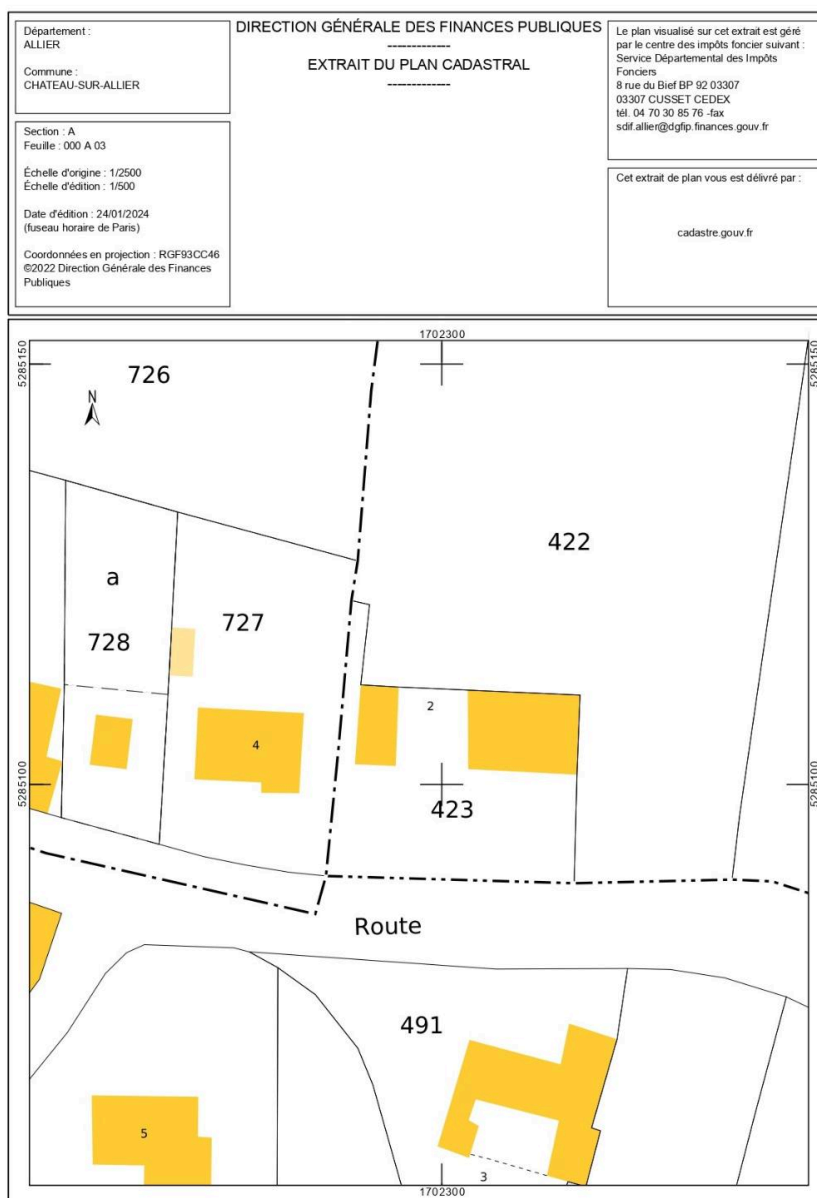 Département :
ALLIER
Commune :
CHATEAU-SUR-ALLIER
Section : A
Feuille : 000 A 03
Échelle d'origine : 1/2500
Échelle d'édition : 1/500
Date d'édition : 24/01/2024
(fuseau horaire de Paris)
Coordonnées en projection : RGF93CC46
©2022 Direction Générale des Finances
Publiques
DIRECTION GÉNÉRALE DES FINANCES PUBLIQUES
-------------
EXTRAIT DU PLAN CADASTRAL
-------------
Le plan visualisé sur cet extrait est géré
par le centre des impôts foncier suivant :
Service Départemental des Impôts
Fonciers
8 rue du Bief BP 92 03307
03307 CUSSET CEDEX
tél. 04 70 30 85 76 -fax
sdif.allier@dgfip.finances.gouv.fr
Cet extrait de plan vous est délivré par :
cadastre.gouv.fr
1702300
5285150
5285150
726
N
422
a
727
728
2
4
5285100
5285100
423
Route
491
5
3
1702300